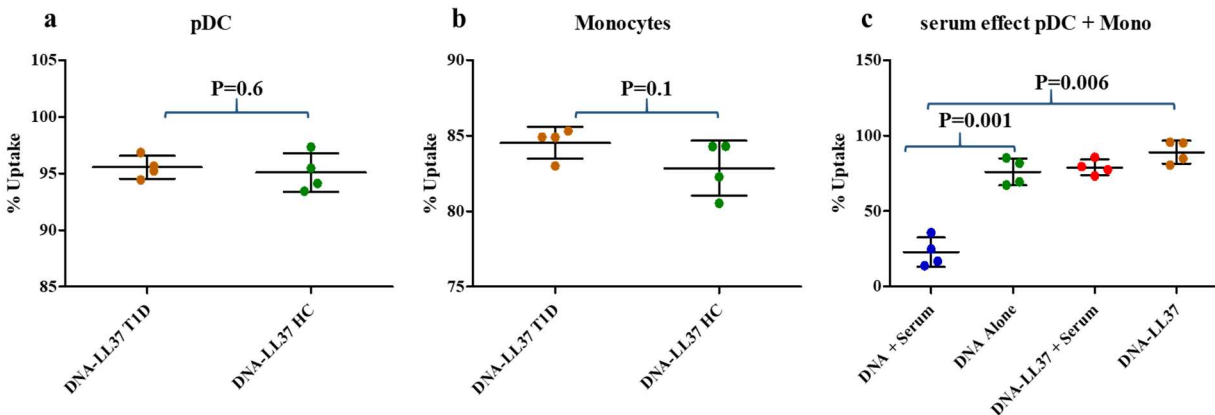 a
pDC
% Uptake
105
100
95
90
85
P=0.6
DNA-LL37 T1D
DNA-LL37 HC
b
Monocytes
% Uptake
90
85
80
75
P=0.1
DNA-LL37 T1D
DNA-LL37 HC
c
serum effect pDC + Mono
% Uptake
150
100
50
0
P=0.006
P=0.001
DNA + Serum
DNA Alone
DNA-LL37 + Serum
DNA-LL37